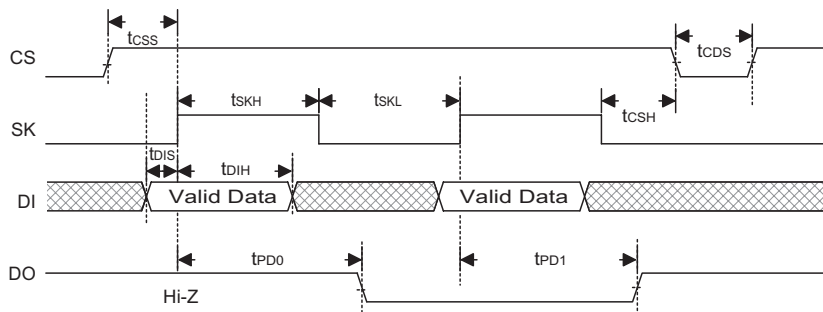 tCSS
CS
tCDS
tSKH
tSKL
tCSH
SK
tDIS
tDIH
DI
Valid Data
Valid Data
tPD0
tPD1
DO
Hi-Z